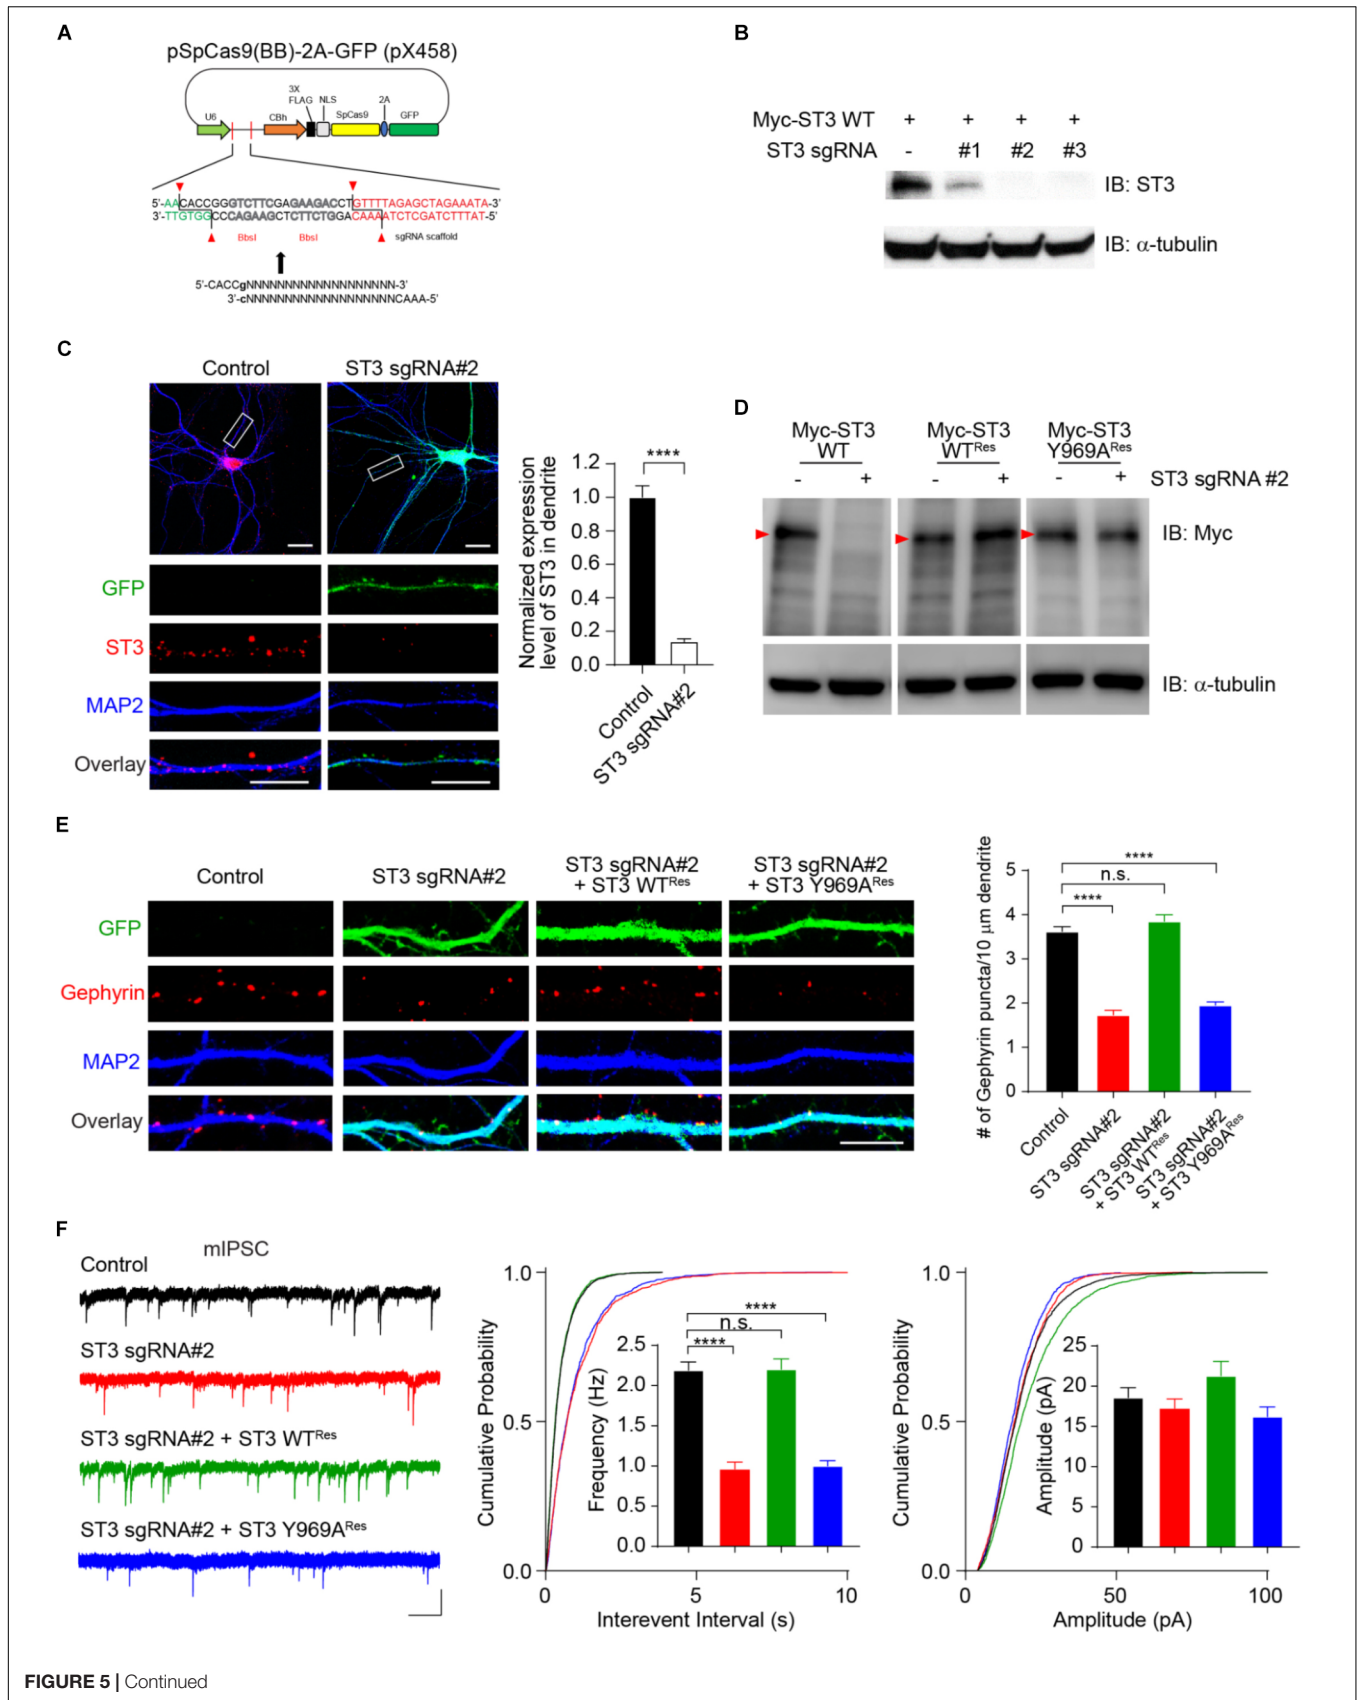 A
pSpCas9(BB)-2A-GFP (pX458)
3X
FLAG NLS 2A
U6 CBh SpCas9 GFP
5'-AACACCGGGTCTTCGAGAAGACCTGTTTTAGAGCTAGAAATA-3'
3'-TTGTGGCCCAGAAGCTCTTCTGGACAAAATCTCGATCTTTAT-5'
BbsI BbsI sgRNA scaffold
5'-CACCgNNNNNNNNNNNNNNNNNNN-3'
3'-cNNNNNNNNNNNNNNNNNNNCAAA-5'
B
Myc-ST3 WT + + + +
ST3 sgRNA - #1 #2 #3
IB: ST3
IB: α-tubulin
C
Control ST3 sgRNA#2
GFP
ST3
MAP2
Overlay
Normalized expression
level of ST3 in dendrite
1.2
1.0
0.8
0.6
0.4
0.2
0.0
****
Control
ST3 sgRNA#2
D
Myc-ST3
WT
Myc-ST3
WTRes
Myc-ST3
Y969ARes
- + - + - + ST3 sgRNA #2
IB: Myc
IB: α-tubulin
E
Control
ST3 sgRNA#2
ST3 sgRNA#2
+ ST3 WTRes
ST3 sgRNA#2
+ ST3 Y969ARes
GFP
Gephyrin
MAP2
Overlay
# of Gephyrin puncta/10 μm dendrite
5
4
3
2
1
0
****
n.s.
****
Control
ST3 sgRNA#2
ST3 sgRNA#2
+ ST3 WTRes
ST3 sgRNA#2
+ ST3 Y969ARes
F
mIPSC
Control
ST3 sgRNA#2
ST3 sgRNA#2 + ST3 WTRes
ST3 sgRNA#2 + ST3 Y969ARes
Cumulative Probability
1.0
0.5
0.0
0 5 10
Interevent Interval (s)
Frequency (Hz)
2.5
2.0
1.5
1.0
0.5
0.0
****
n.s.
****
Cumulative Probability
1.0
0.5
0.0
0 50 100
Amplitude (pA)
Amplitude (pA)
25
20
15
10
5
0
FIGURE 5 | Continued